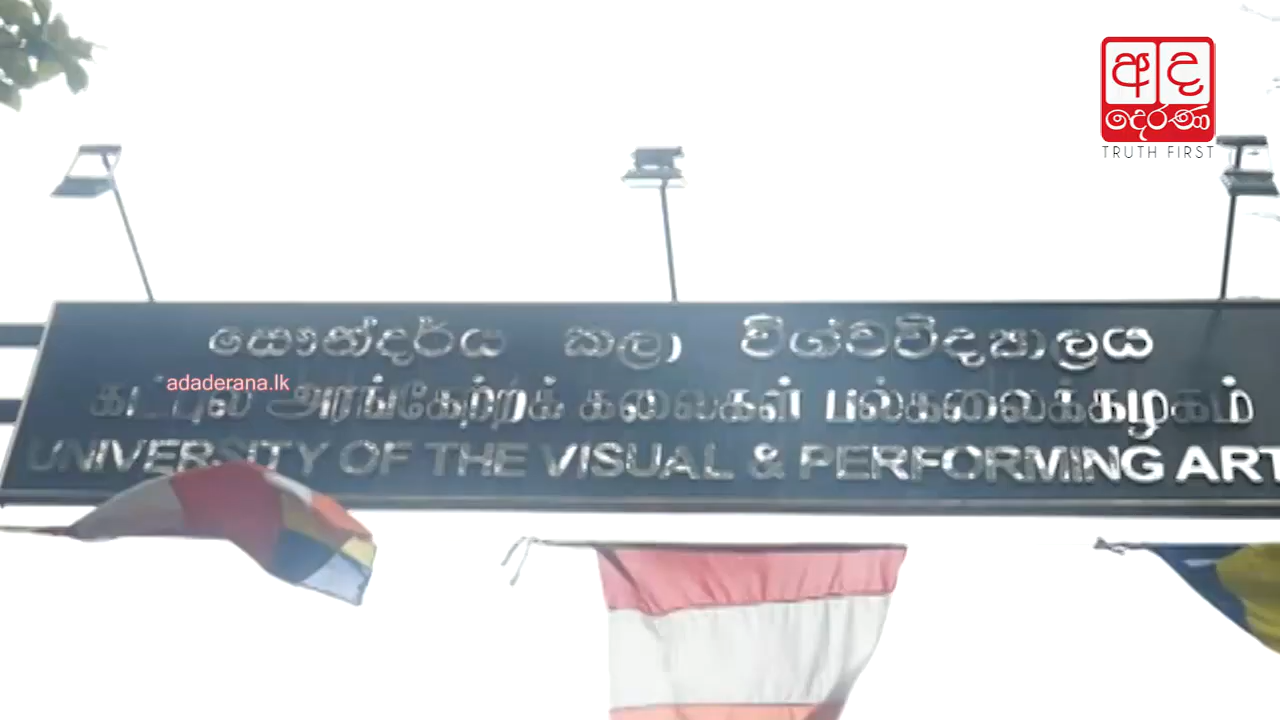 අද
දෙරණ
TRUTH FIRST
සෞන්දර්ය කලා විශ්වවිද්‍යාලය
adaderana.lk
கட்புல அரங்கேற்றக் கலைகள் பல்கலைக்கழகம்
UNIVERSITY OF THE VISUAL & PERFORMING ART